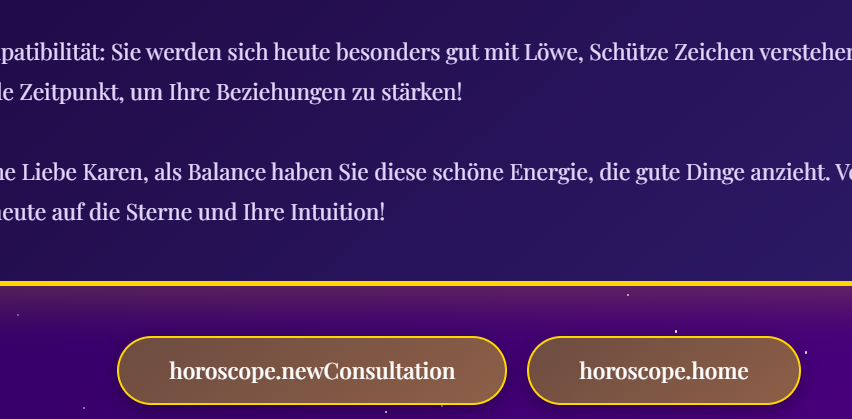 patibilität: Sie werden sich heute besonders gut mit Löwe, Schütze Zeichen verstehen
le Zeitpunkt, um Ihre Beziehungen zu stärken!
ne Liebe Karen, als Balance haben Sie diese schöne Energie, die gute Dinge anzieht. Ve
heute auf die Sterne und Ihre Intuition!
horoscope.newConsultation
horoscope.home